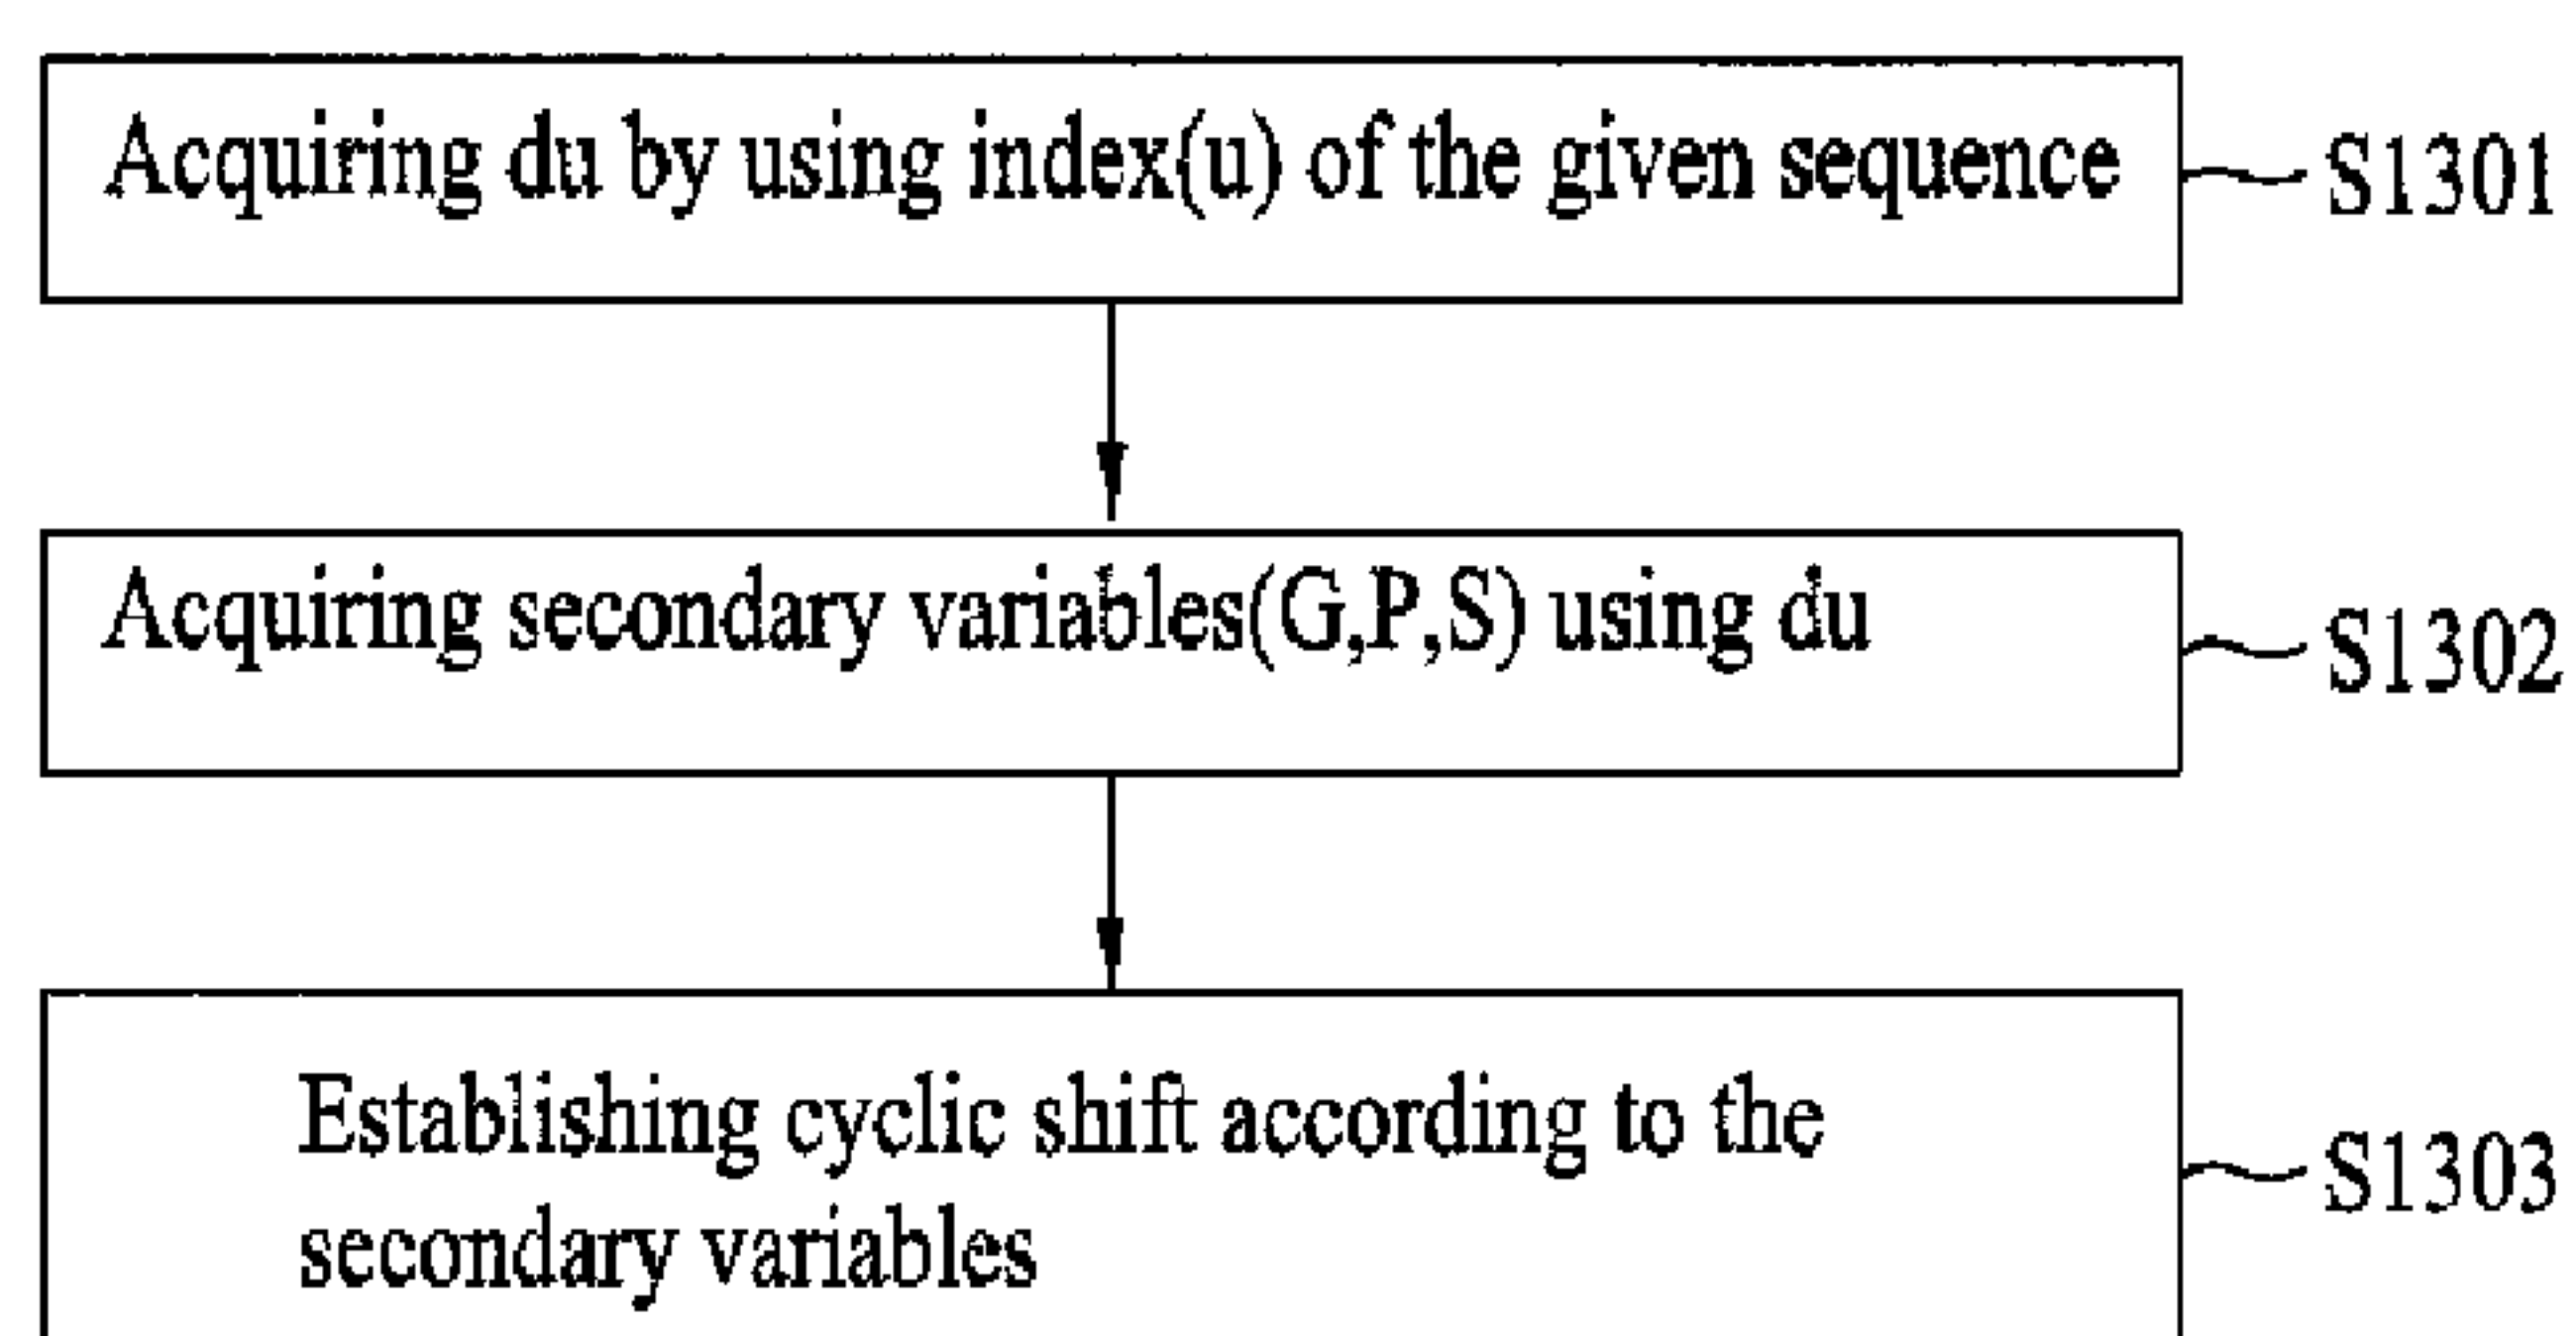 Acquiring du by using index(u) of the given sequence
S1301
Acquiring secondary variables(G,P,S) using du
S1302
Establishing cyclic shift according to the
secondary variables
S1303